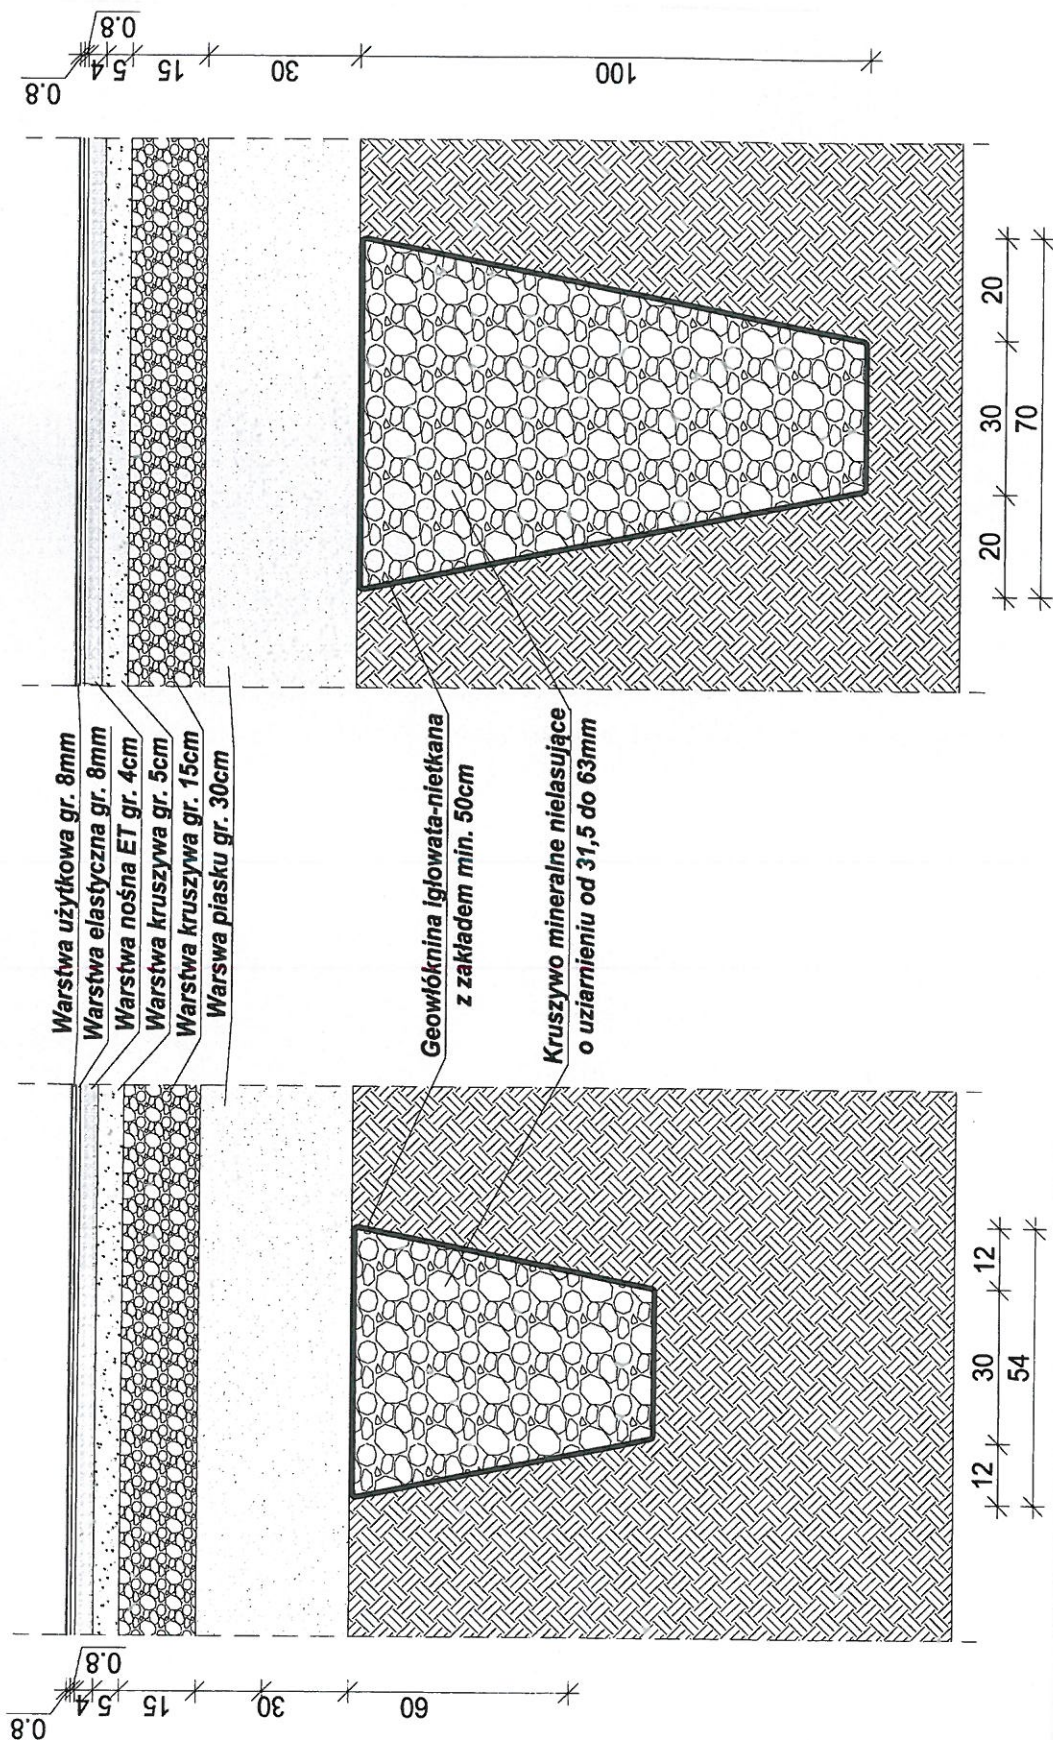 Warstwa użytkowa gr. 8mm
Warstwa elastyczna gr. 8mm
Warstwa nośna ET gr. 4cm
Warstwa kruszywa gr. 5cm
Warstwa kruszywa gr. 15cm
Warswa piasku gr. 30cm
Geowłóknina igłowata-nietkana
z zakładem min. 50cm
Kruszywo mineralne nielasujące
o uziarnieniu od 31,5 do 63mm
0.8
0.8
5 4
15
30
60
12
30
12
54
0.8
0.8
4
5
15
30
100
20
30
20
70